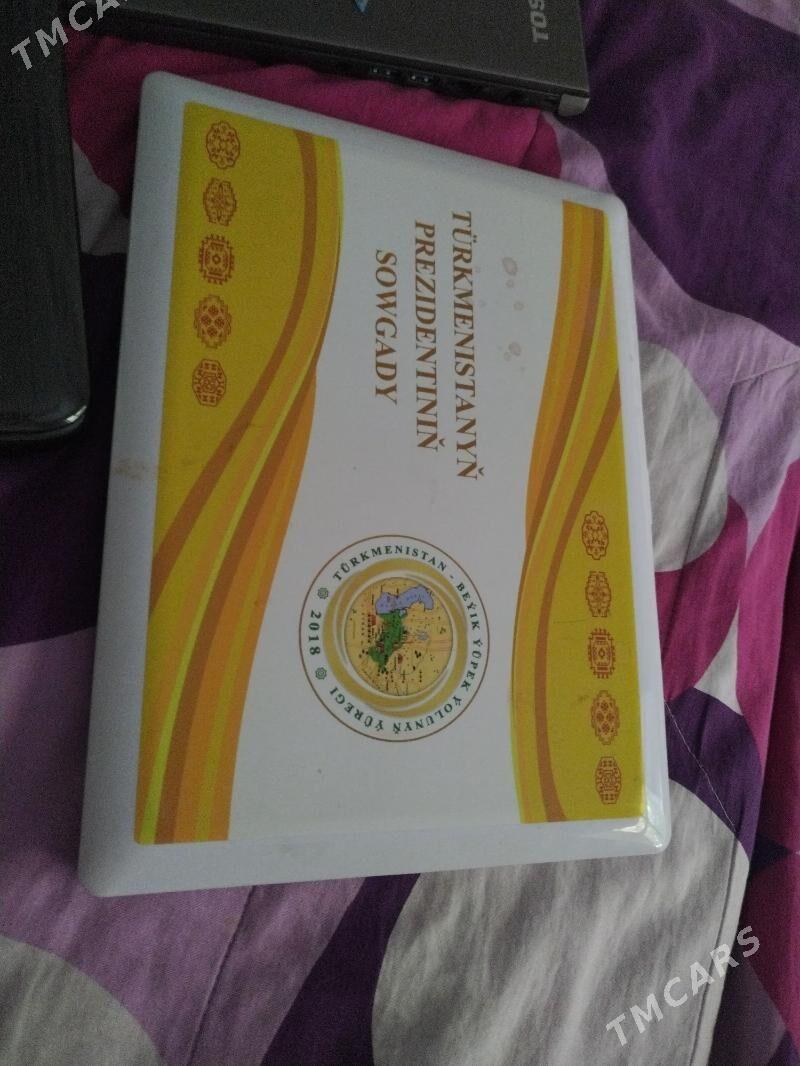 TMCARS
TOS
TÜRKMENISTANYŇ
PREZIDENTINIŇ
SOWGADY
TÜRKMENISTAN - BEÝIK ÝÜPEK ÝOLUNYŇ ÝÜREGI
2018
TMCARS